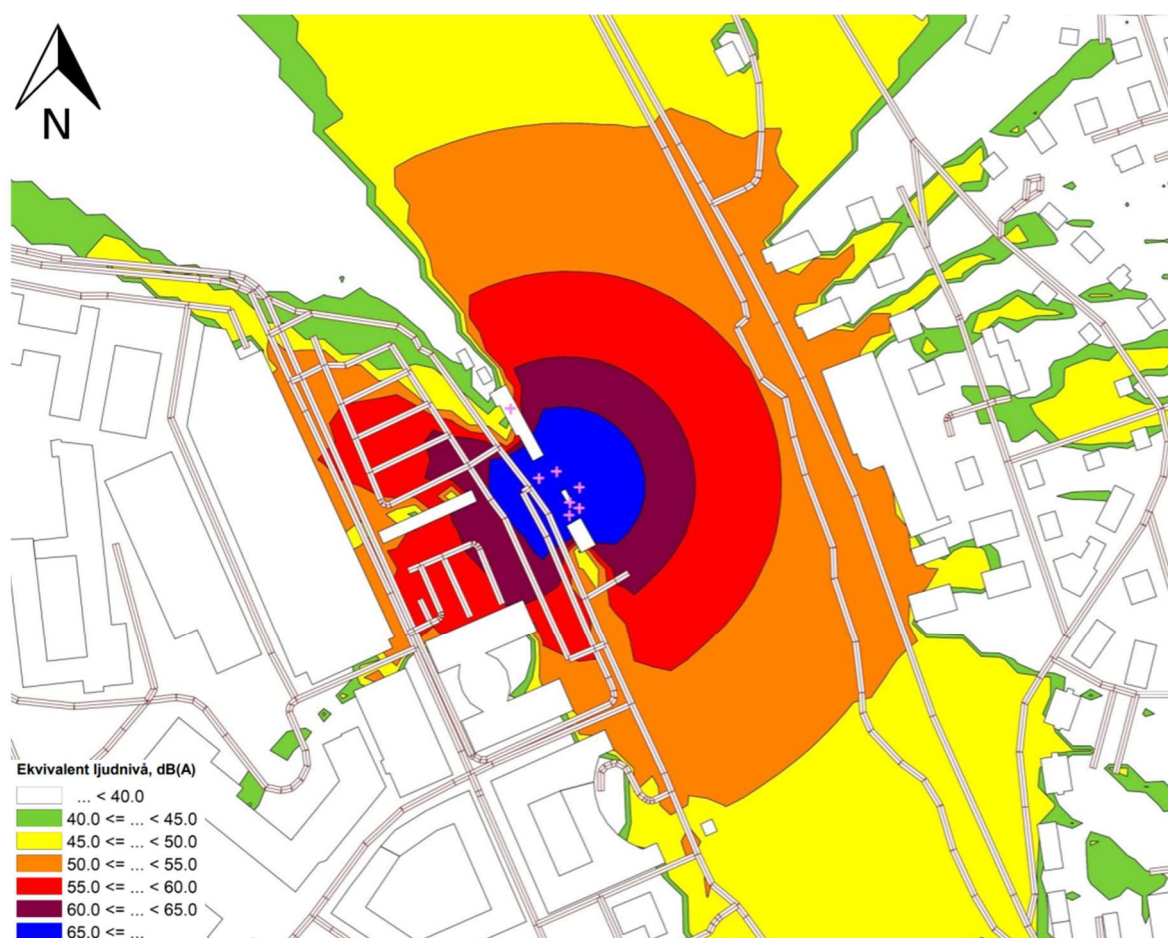 N
Ekvivalent ljudnivå, dB(A)
... < 40.0
40.0 <= ... < 45.0
45.0 <= ... < 50.0
50.0 <= ... < 55.0
55.0 <= ... < 60.0
60.0 <= ... < 65.0
65.0 <= ...